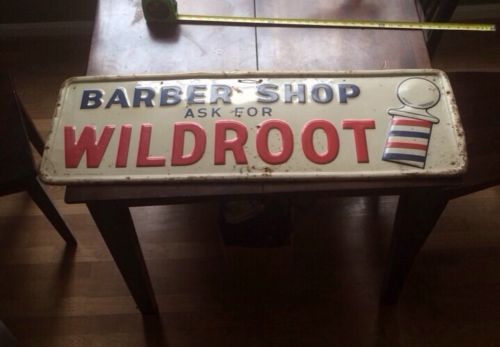 BARBER SHOP
ASK FOR
WILDROOT